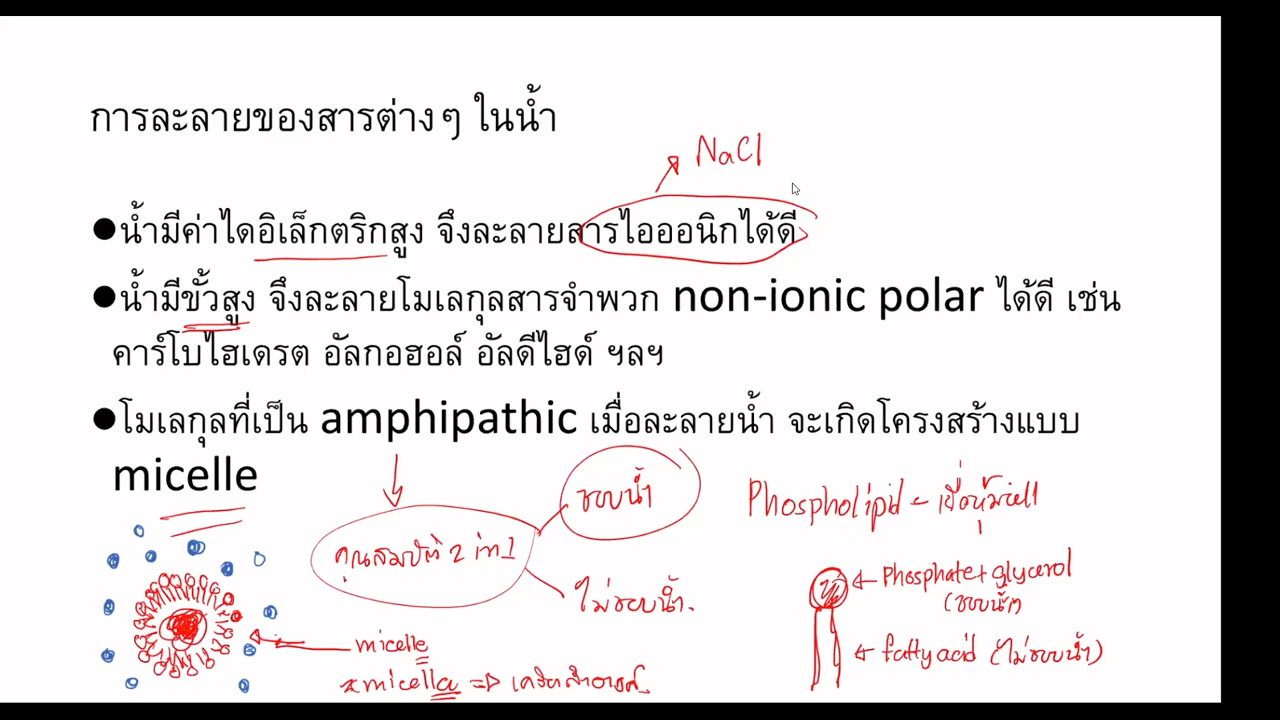 การละลายของสารต่างๆ ในน้ำ
NaCl
●น้ำมีค่าไดอิเล็กตริกสูง จึงละลายสารไอออนิกได้ดี
●น้ำมีขั้วสูง จึงละลายโมเลกุลสารจำพวก non-ionic polar ได้ดี เช่น
คาร์โบไฮเดรต อัลกอฮอล์ อัลดีไฮด์ ฯลฯ
●โมเลกุลที่เป็น amphipathic เมื่อละลายน้ำ จะเกิดโครงสร้างแบบ
micelle
ชอบน้ำ
Phospholipid = เยื่อหุ้มcell
คุณสมบัติ 2 in 1
ไม่ชอบน้ำ.
Phosphate+glycerol
(ชอบน้ำ)
fatty acid (ไม่ชอบน้ำ)
micelle
micella ⇒